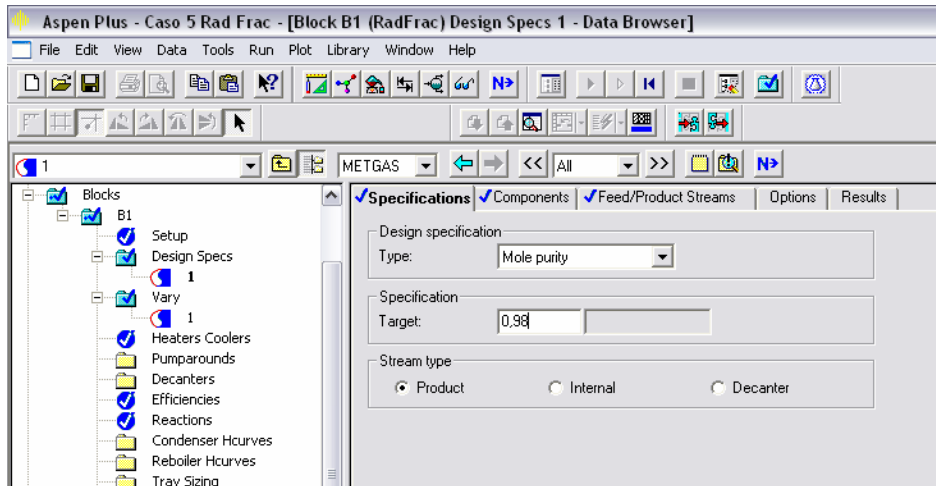 Aspen Plus - Caso 5 Rad Frac - [Block B1 (RadFrac) Design Specs 1 - Data Browser]
File Edit View Data Tools Run Plot Library Window Help
N>
1 METGAS << All >> N>
Blocks
B1
Setup
Design Specs
1
Vary
1
Heaters Coolers
Pumparounds
Decanters
Efficiencies
Reactions
Condenser Hcurves
Reboiler Hcurves
Tray Sizing
Specifications Components Feed/Product Streams Options Results
Design specification
Type: Mole purity
Specification
Target: 0,98
Stream type
Product Internal Decanter